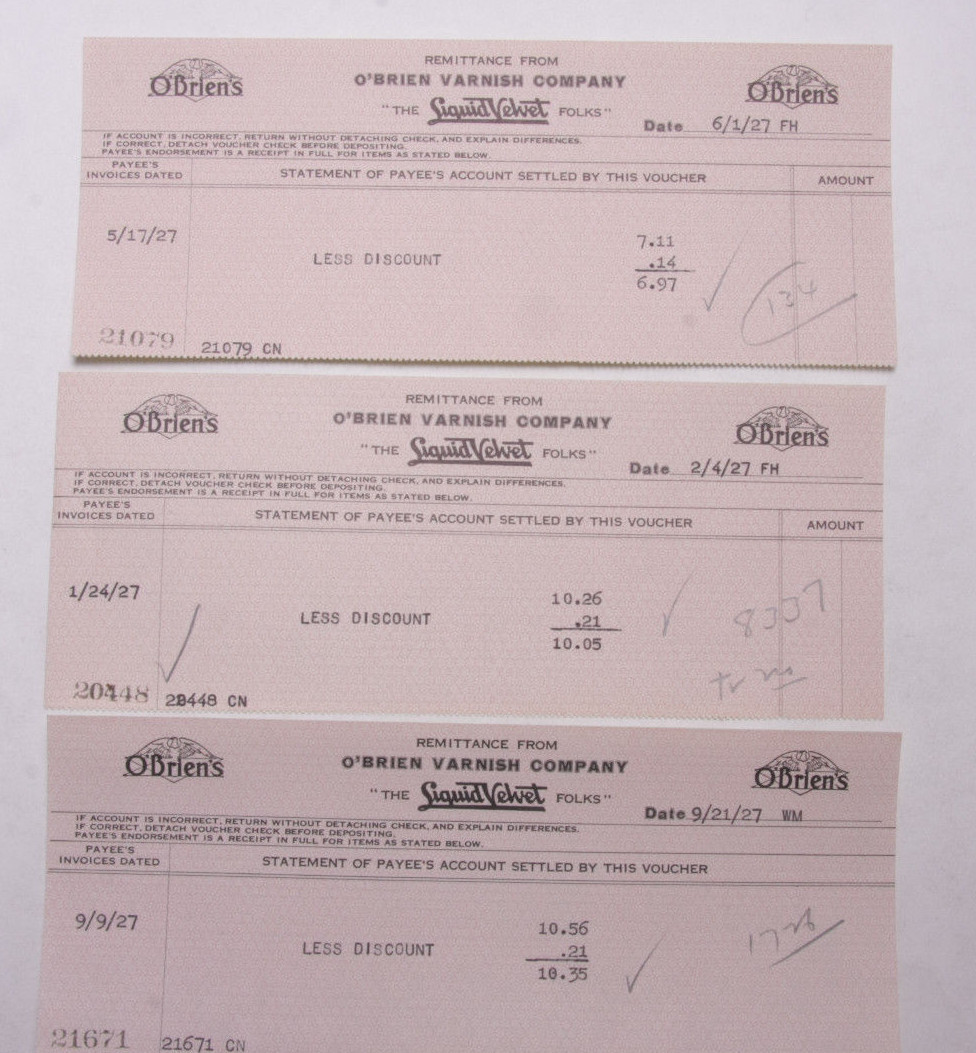 REMITTANCE FROM
O'BRIEN VARNISH COMPANY
"THE Liquid Velvet FOLKS"
O'Brien's
O'Brien's
Date 6/1/27 FH
IF ACCOUNT IS INCORRECT, RETURN WITHOUT DETACHING CHECK, AND EXPLAIN DIFFERENCES.
IF CORRECT, DETACH VOUCHER CHECK BEFORE DEPOSITING.
PAYEE'S ENDORSEMENT IS A RECEIPT IN FULL FOR ITEMS AS STATED BELOW.
PAYEE'S
INVOICES DATED
STATEMENT OF PAYEE'S ACCOUNT SETTLED BY THIS VOUCHER
AMOUNT
5/17/27
7.11
LESS DISCOUNT .14
6.97
134
21079 21079 CN
REMITTANCE FROM
O'BRIEN VARNISH COMPANY
"THE Liquid Velvet FOLKS"
O'Brien's
O'Brien's
Date 2/4/27 FH
IF ACCOUNT IS INCORRECT, RETURN WITHOUT DETACHING CHECK, AND EXPLAIN DIFFERENCES.
IF CORRECT, DETACH VOUCHER CHECK BEFORE DEPOSITING.
PAYEE'S ENDORSEMENT IS A RECEIPT IN FULL FOR ITEMS AS STATED BELOW.
PAYEE'S
INVOICES DATED
STATEMENT OF PAYEE'S ACCOUNT SETTLED BY THIS VOUCHER
AMOUNT
1/24/27
10.26
LESS DISCOUNT .21
10.05
8337
20448 20448 CN
REMITTANCE FROM
O'BRIEN VARNISH COMPANY
"THE Liquid Velvet FOLKS"
O'Brien's
O'Brien's
Date 9/21/27 WM
IF ACCOUNT IS INCORRECT, RETURN WITHOUT DETACHING CHECK, AND EXPLAIN DIFFERENCES.
IF CORRECT, DETACH VOUCHER CHECK BEFORE DEPOSITING.
PAYEE'S ENDORSEMENT IS A RECEIPT IN FULL FOR ITEMS AS STATED BELOW.
PAYEE'S
INVOICES DATED
STATEMENT OF PAYEE'S ACCOUNT SETTLED BY THIS VOUCHER
AMOUNT
9/9/27
10.56
LESS DISCOUNT .21
10.35
21671 21671 CN